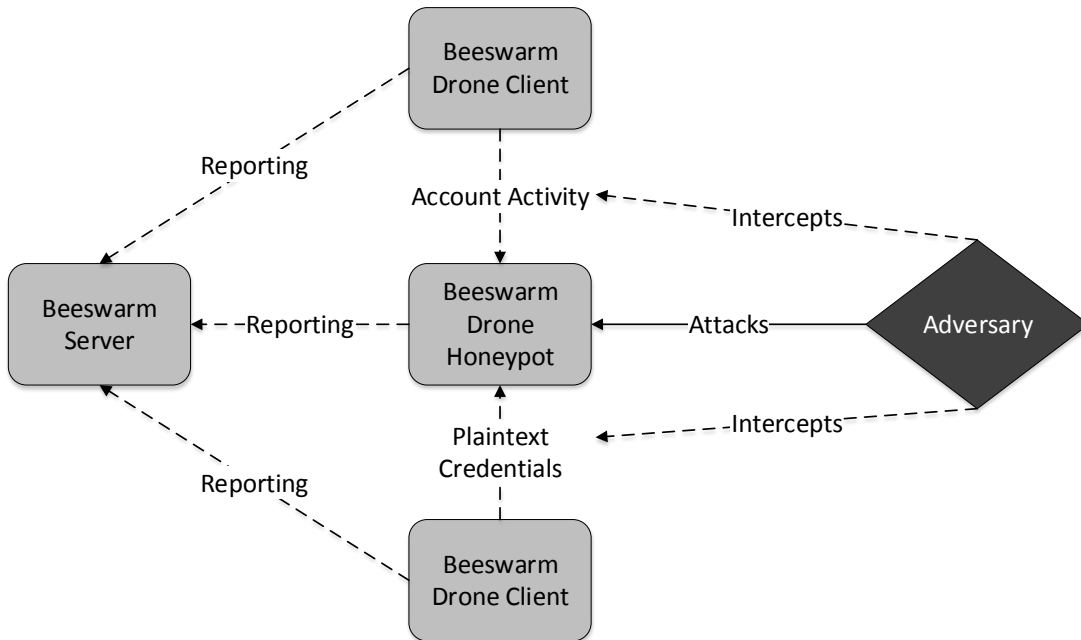 Beeswarm
Drone Client
Reporting
Account Activity
Intercepts
Beeswarm
Server
Reporting
Beeswarm
Drone
Honeypot
Attacks
Adversary
Plaintext
Credentials
Intercepts
Reporting
Beeswarm
Drone Client